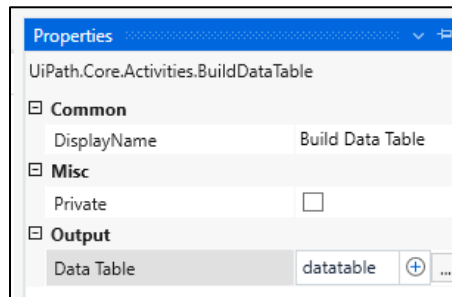 Properties
UiPath.Core.Activities.BuildDataTable
Common
DisplayName Build Data Table
Misc
Private
Output
Data Table datatable ...